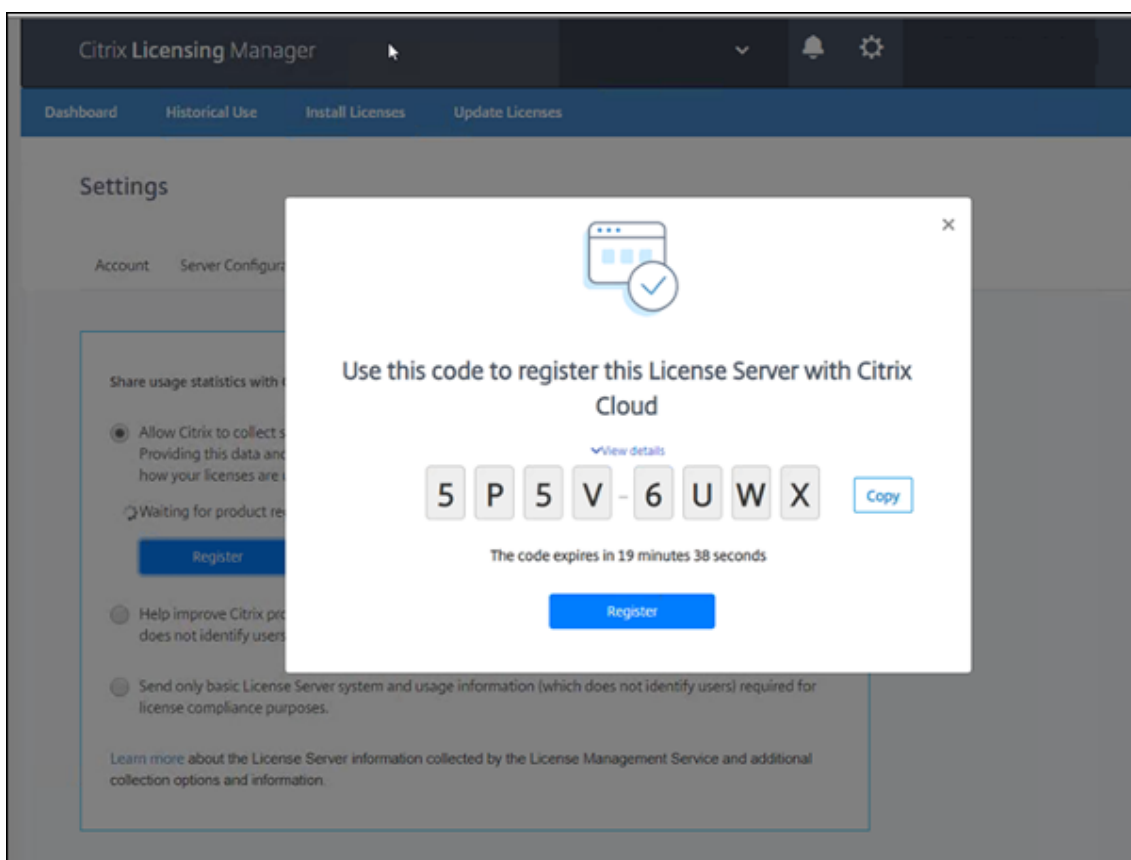 Citrix Licensing Manager
Dashboard Historical Use Install Licenses Update Licenses
Settings
Account Server
Share usage statistics with
Allow Citrix to collect
Providing this data and
how your licenses are
Waiting for product
Register
Help improve Citrix
does not identify users
Send only basic License Server system and usage information (which does not identify users) required for
license compliance purposes.
Learn more about the License Server information collected by the License Management Service and additional
collection options and information.
×
Use this code to register this License Server with Citrix
Cloud
View details
5 P 5 V - 6 U W X
Copy
The code expires in 19 minutes 38 seconds
Register